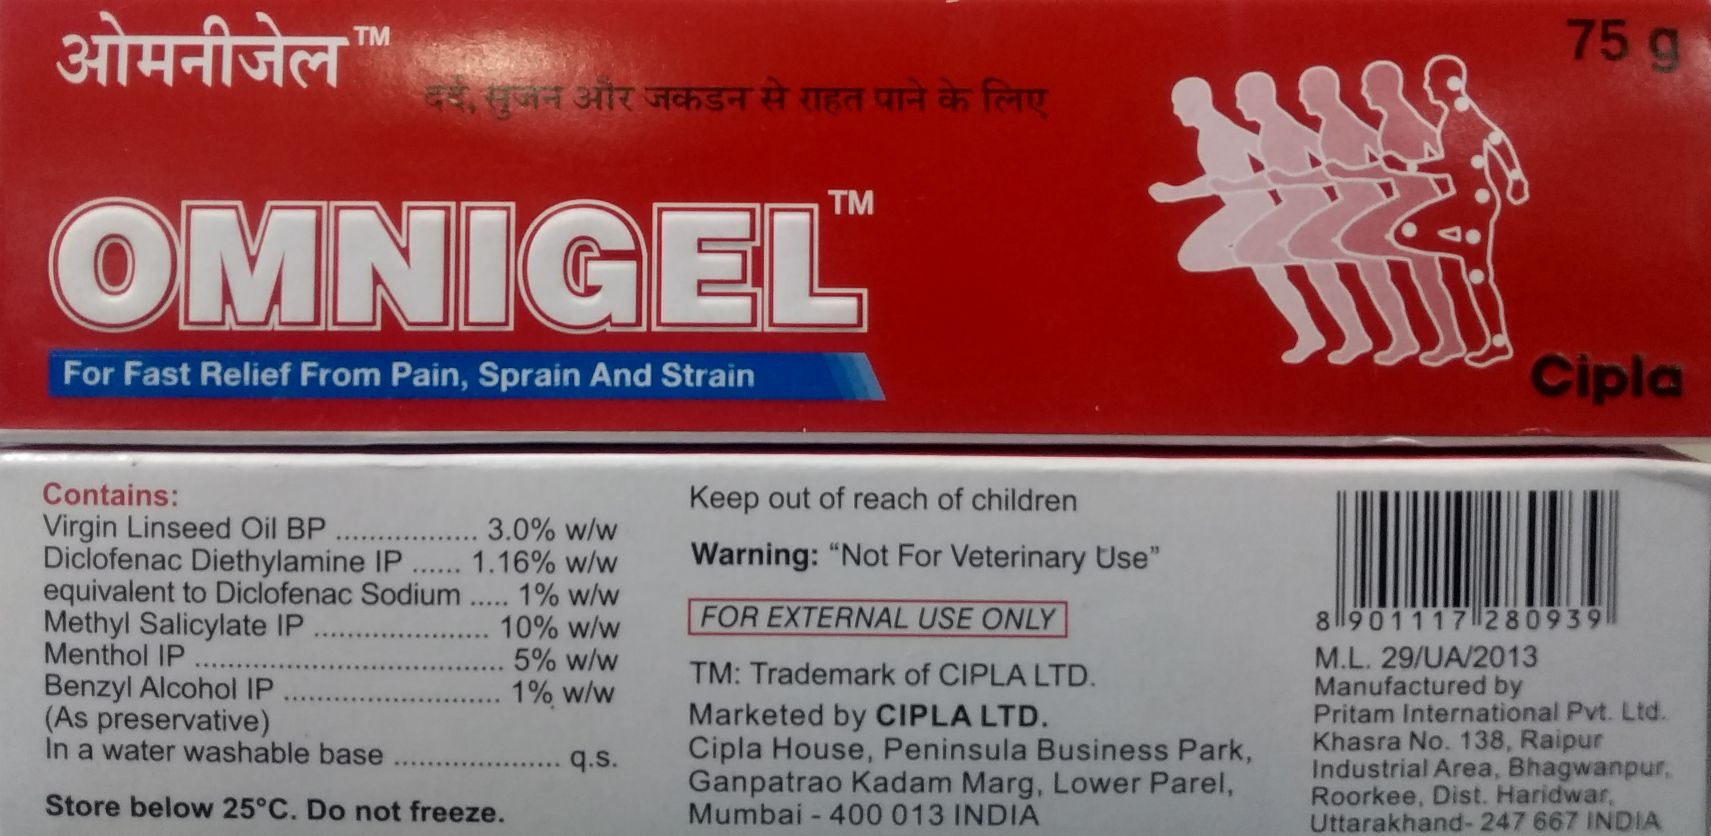 ओमनीजेल™
75 g
दर्द, सुजन और जकडन से राहत पाने के लिए
OMNIGEL™
For Fast Relief From Pain, Sprain And Strain
Cipla
Contains:
Virgin Linseed Oil BP .................. 3.0% w/w
Diclofenac Diethylamine IP ...... 1.16% w/w
equivalent to Diclofenac Sodium ..... 1% w/w
Methyl Salicylate IP ...................... 10% w/w
Menthol IP ....................................... 5% w/w
Benzyl Alcohol IP ........................... 1% w/w
(As preservative)
In a water washable base ..................... q.s.
Store below 25°C. Do not freeze.
Keep out of reach of children
Warning: “Not For Veterinary Use”
FOR EXTERNAL USE ONLY
TM: Trademark of CIPLA LTD.
Marketed by CIPLA LTD.
Cipla House, Peninsula Business Park,
Ganpatrao Kadam Marg, Lower Parel,
Mumbai - 400 013 INDIA
8 901117 280939
M.L. 29/UA/2013
Manufactured by
Pritam International Pvt. Ltd.
Khasra No. 138, Raipur
Industrial Area, Bhagwanpur,
Roorkee, Dist. Haridwar,
Uttarakhand- 247 667 INDIA